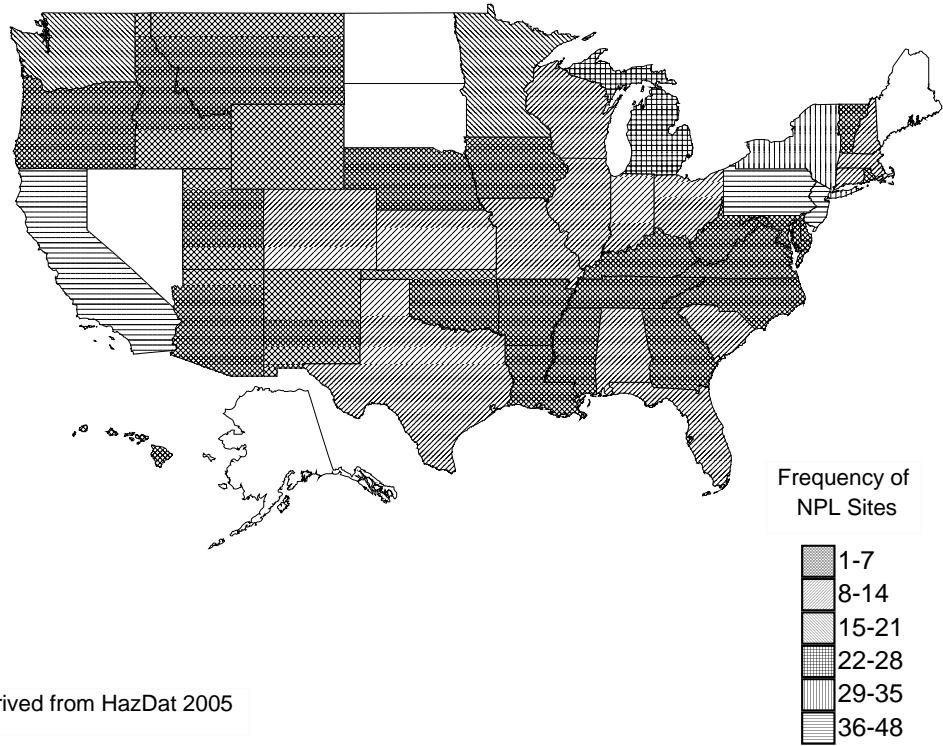 Frequency of
NPL Sites
1-7
8-14
15-21
22-28
29-35
36-48
from HazDat 2005